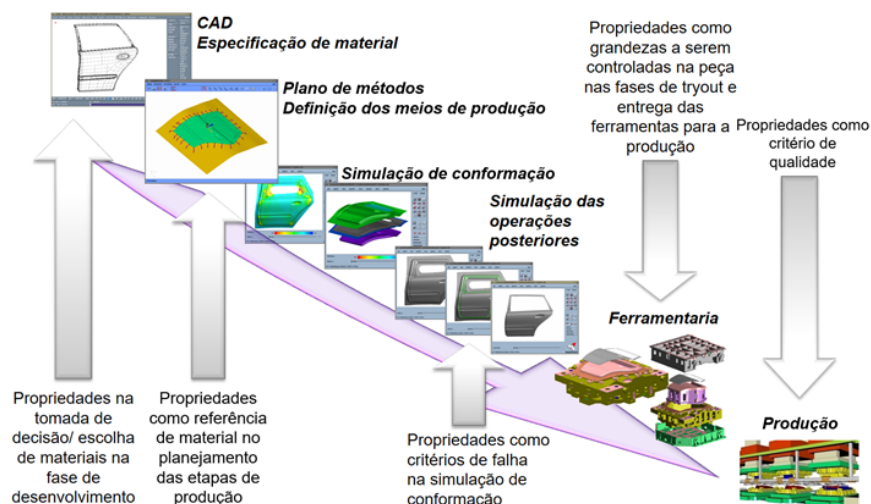 CAD
Especificação de material
Plano de métodos
Definição dos meios de produção
Simulação de conformação
Simulação das
operações
posteriores
Propriedades como
grandezas a serem
controladas na peça
nas fases de tryout e
entrega das
ferramentas para a
produção
Propriedades como
critério de
qualidade
Ferramentaria
Produção
Propriedades na
tomada de
decisão/ escolha
de materiais na
fase de
desenvolvimento
Propriedades
como referência
de material no
planejamento
das etapas de
produção
Propriedades como
critérios de falha
na simulação de
conformação